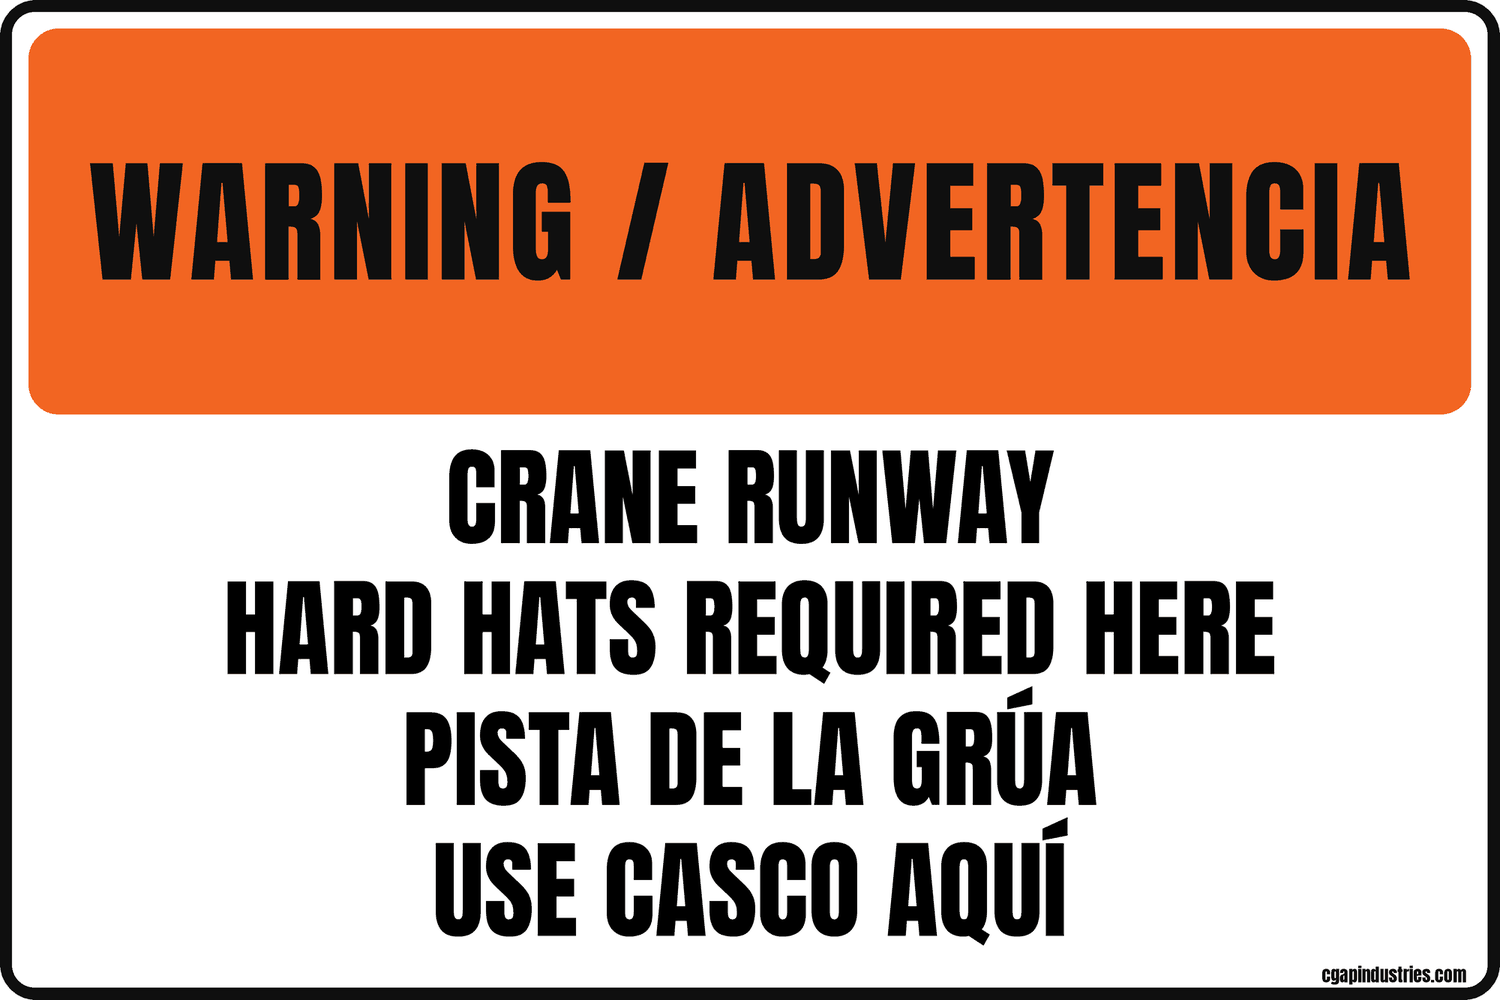 WARNING / ADVERTENCIA
CRANE RUNWAY
HARD HATS REQUIRED HERE
PISTA DE LA GRÚA
USE CASCO AQUÍ
cgapindustries.com